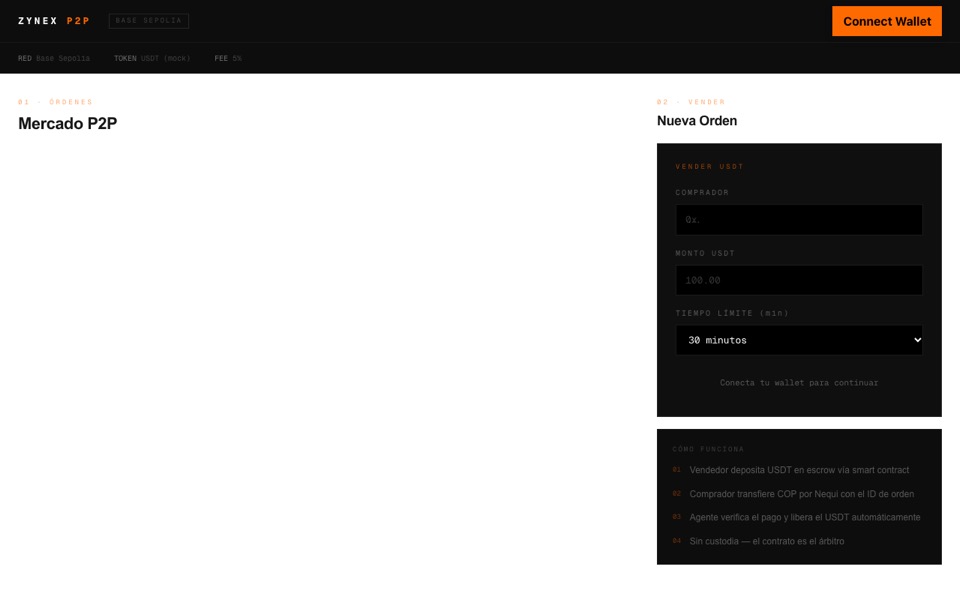 ZYNEX P2P
BASE SEPOLIA
Connect Wallet
RED Base Sepolia
TOKEN USDT (mock)
FEE 5%
01 · ÓRDENES
Mercado P2P
02 · VENDER
Nueva Orden
VENDER USDT
COMPRADOR
0x…
MONTO USDT
100.00
TIEMPO LÍMITE (min)
30 minutos
Conecta tu wallet para continuar
CÓMO FUNCIONA
01 Vendedor deposita USDT en escrow vía smart contract
02 Comprador transfiere COP por Nequi con el ID de orden
03 Agente verifica el pago y libera el USDT automáticamente
04 Sin custodia — el contrato es el árbitro